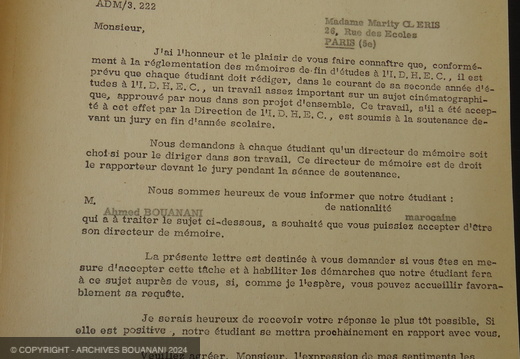 ADM/3. 222
Monsieur,
Madame Marity CLERIS
26, Rue des Ecoles
PARIS (5e)
J'ai l'honneur et le plaisir de vous faire connaître que, conformé-
ment à la réglementation des mémoires de fin d'études à l'I.D.H.E.C., il est
prévu que chaque étudiant doit rédiger, dans le courant de sa seconde année d'é-
tudes à l'I.D.H.E.C., un travail assez important sur un sujet cinématographi-
que, approuvé par nous dans son projet d'ensemble. Ce travail, s'il a été accep-
té à cet effet par la Direction de l'I.D.H.E.C., est soumis à la soutenance de-
vant un jury en fin d'année scolaire.
Nous demandons à chaque étudiant qu'un directeur de mémoire soit
choisi pour le diriger dans son travail. Ce directeur de mémoire est de droit
le rapporteur devant le jury pendant la séance de soutenance.
Nous sommes heureux de vous informer que notre étudiant :
M. Ahmed BOUANANI de nationalité marocaine
qui a à traiter le sujet ci-dessous, a souhaité que vous puissiez accepter d'être
son directeur de mémoire.
La présente lettre est destinée à vous demander si vous êtes en me-
sure d'accepter cette tâche et à habiliter les démarches que notre étudiant fera
à ce sujet auprès de vous, si, comme je l'espère, vous pouvez accueillir favora-
blement sa requête.
Je serais heureux de recevoir votre réponse le plus tôt possible. Si
elle est positive, notre étudiant se mettra prochainement en rapport avec vous.
Veuillez agréer, Monsieur, l'expression de mes sentiments les
© COPYRIGHT - ARCHIVES BOUANANI 2024